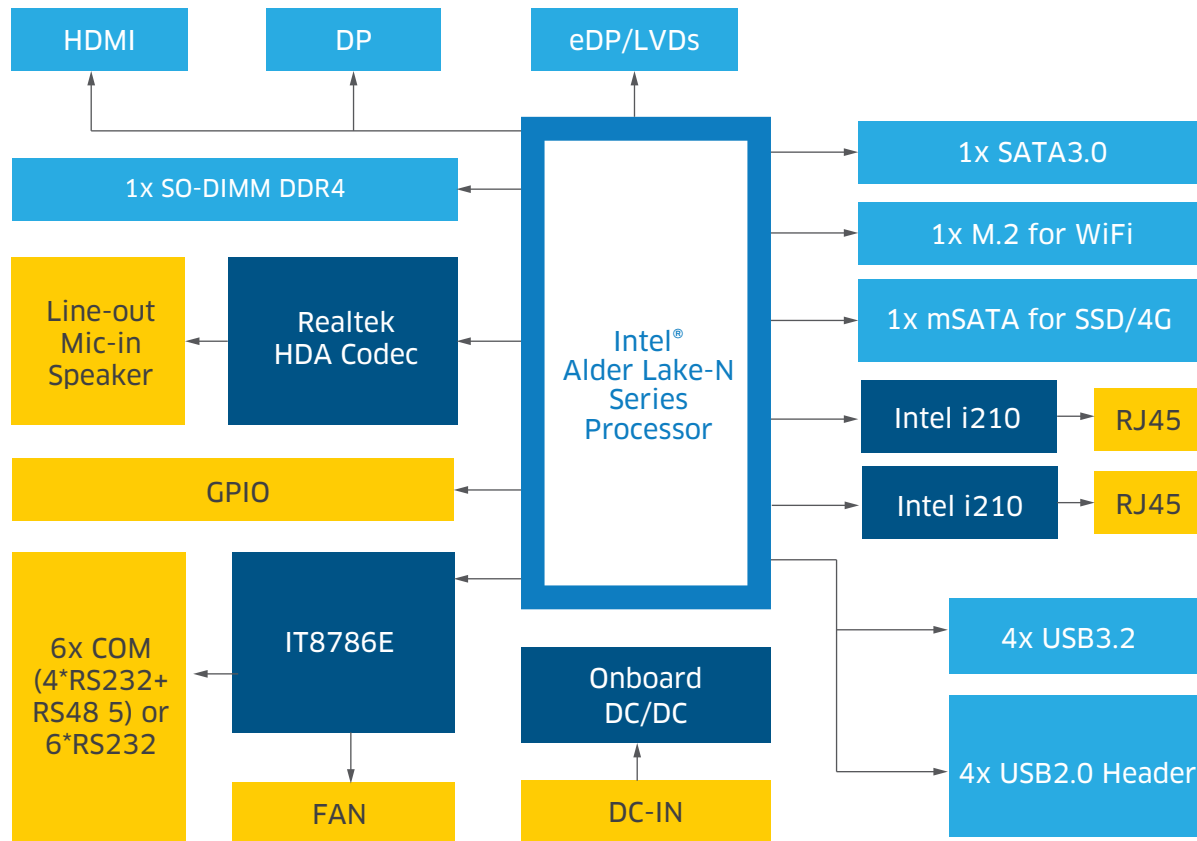 HDMI
DP
eDP/LVDs
1x SO-DIMM DDR4
1x SATA3.0
1x M.2 for WiFi
1x mSATA for SSD/4G
Line-out
Mic-in
Speaker
Realtek
HDA Codec
Intel®
Alder Lake-N
Series
Processor
Intel i210
RJ45
Intel i210
RJ45
GPIO
6x COM
(4*RS232+
RS48 5) or
6*RS232
IT8786E
FAN
Onboard
DC/DC
DC-IN
4x USB3.2
4x USB2.0 Header